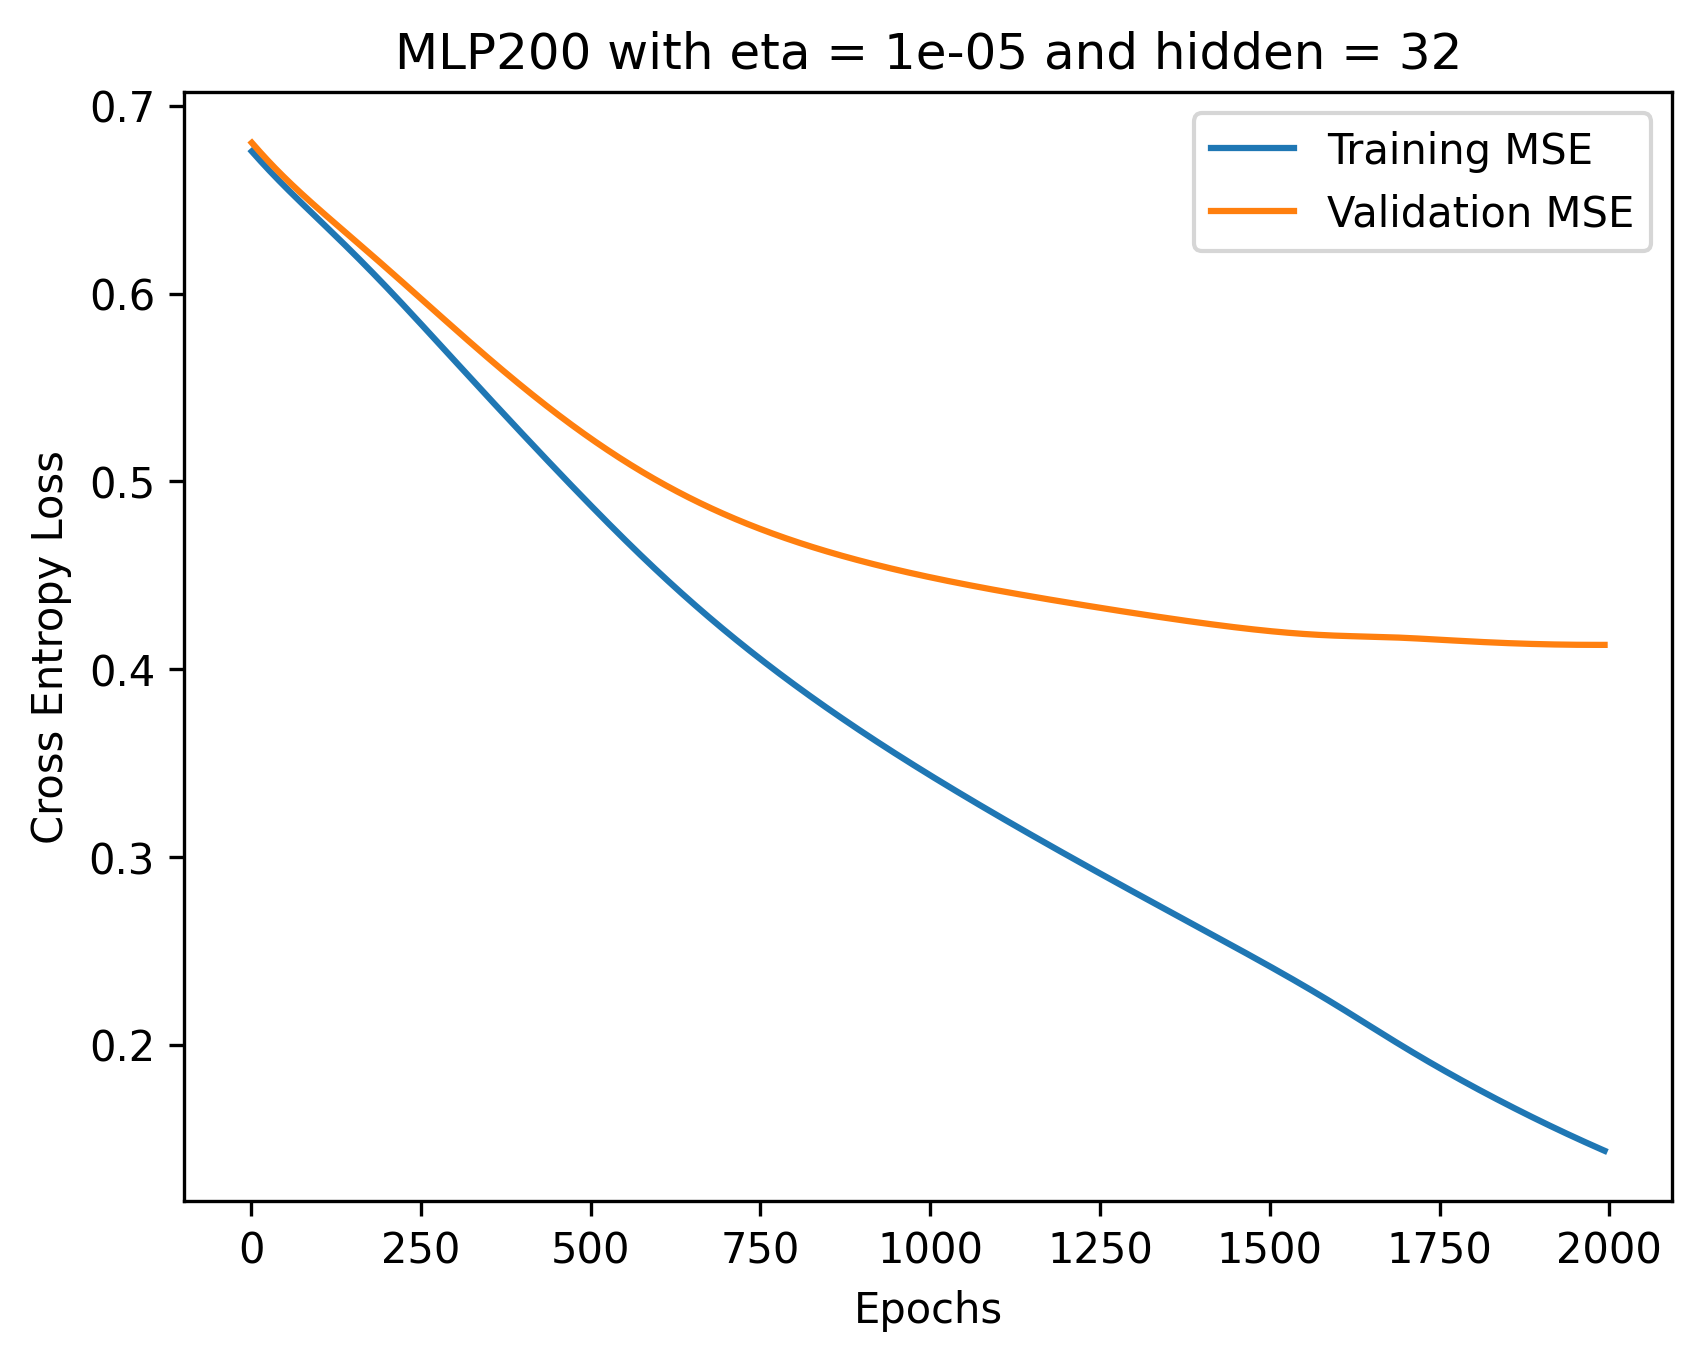 MLP200 with eta = 1e-05 and hidden = 32
0.7
0.6
0.5
0.4
0.3
0.2
Cross Entropy Loss
Training MSE
Validation MSE
0 250 500 750 1000 1250 1500 1750 2000
Epochs